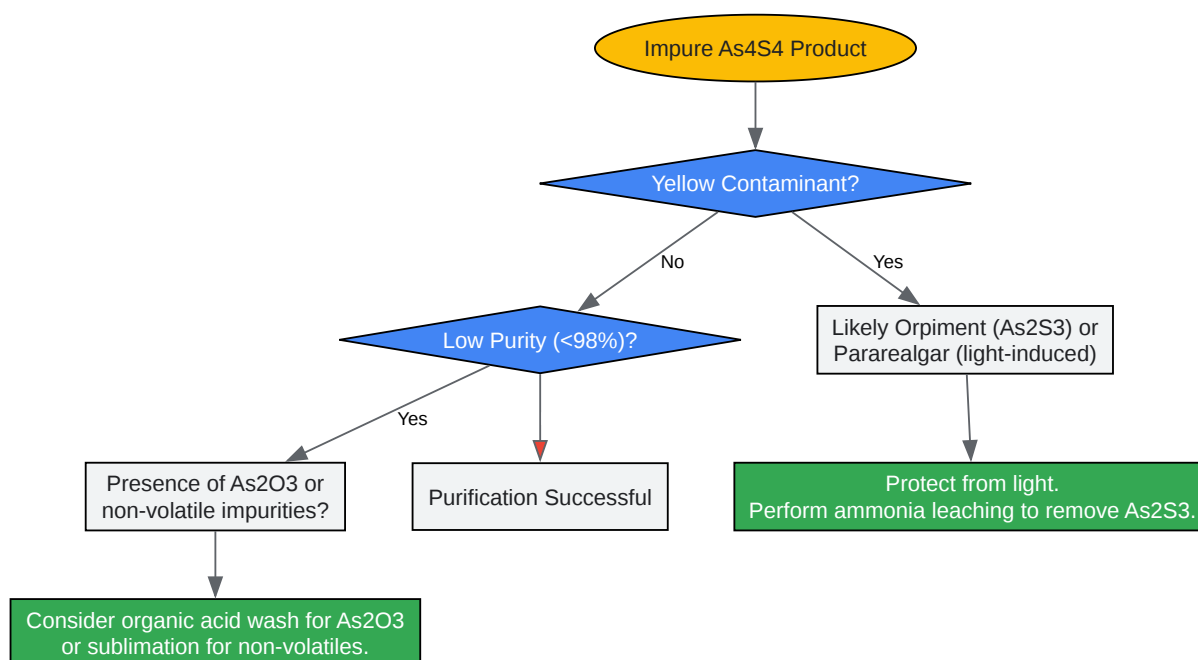 Impure As4S4 Product
Yellow Contaminant?
No
Yes
Low Purity (<98%)?
Likely Orpiment (As2S3) or
Pararealgar (light-induced)
Yes
Presence of As2O3 or
non-volatile impurities?
Purification Successful
Protect from light.
Perform ammonia leaching to remove As2S3.
Consider organic acid wash for As2O3
or sublimation for non-volatiles.